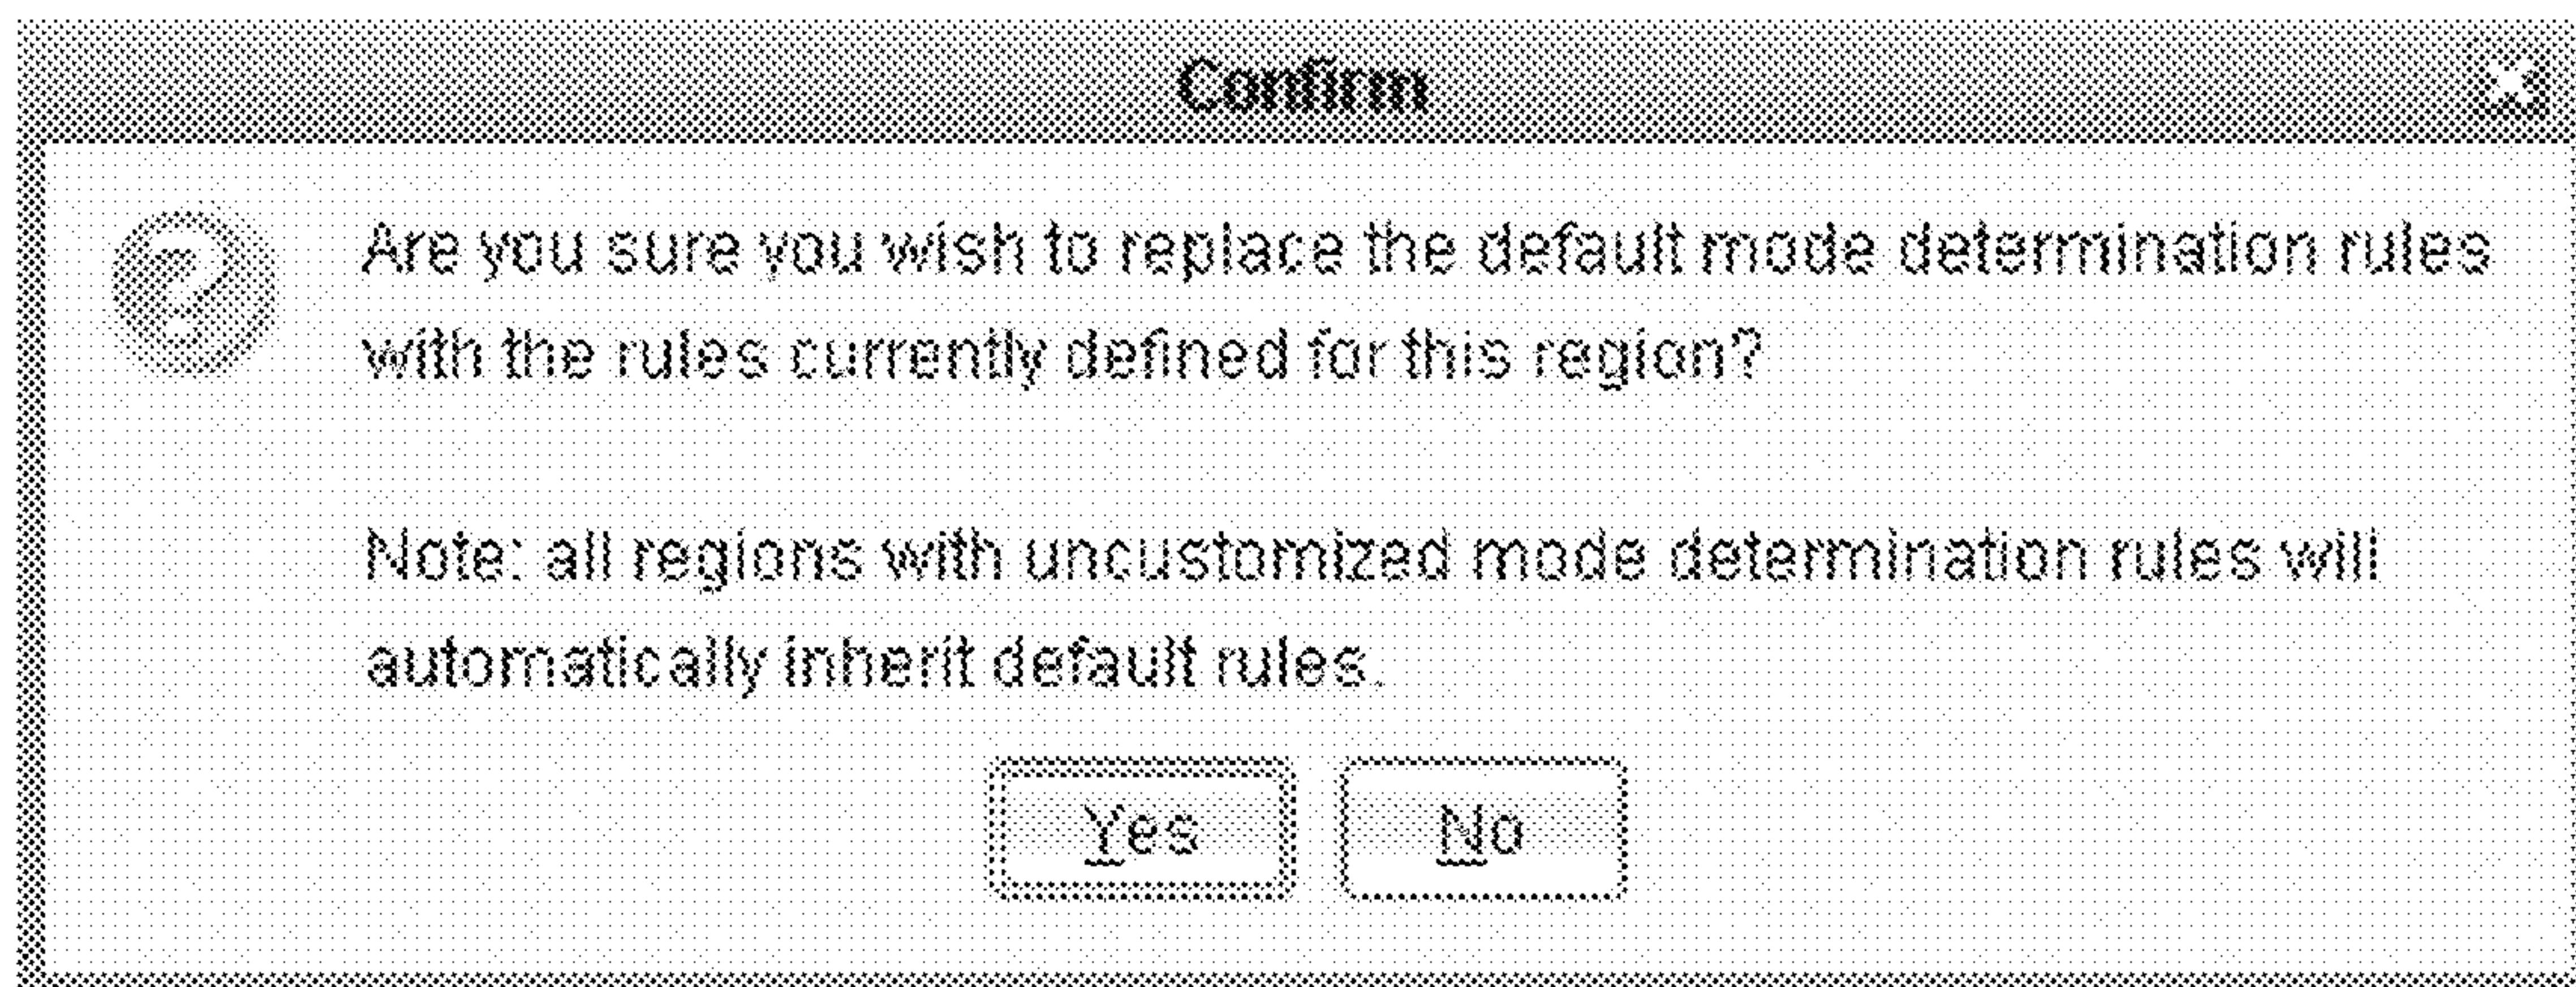 Confirm
Are you sure you wish to replace the default mode determination rules
with the rules currently defined for this region?
Note: all regions with uncustomized mode determination rules will
automatically inherit default rules.
Yes No